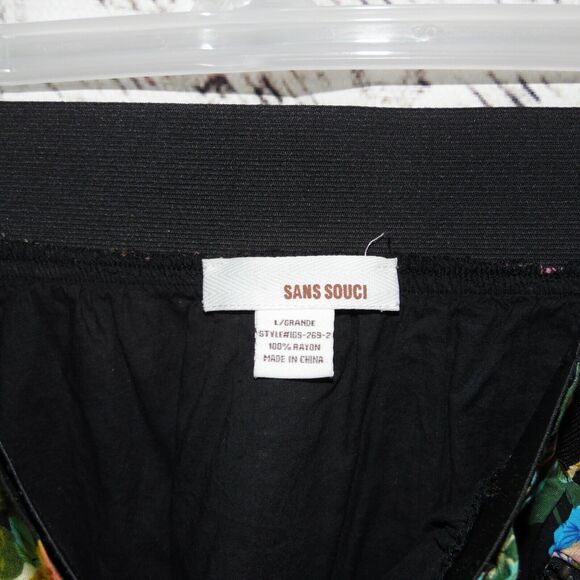 SANS SOUCI
L/GRANDE
STYLE#IGS-269-2
100% RAYON
MADE IN CHINA